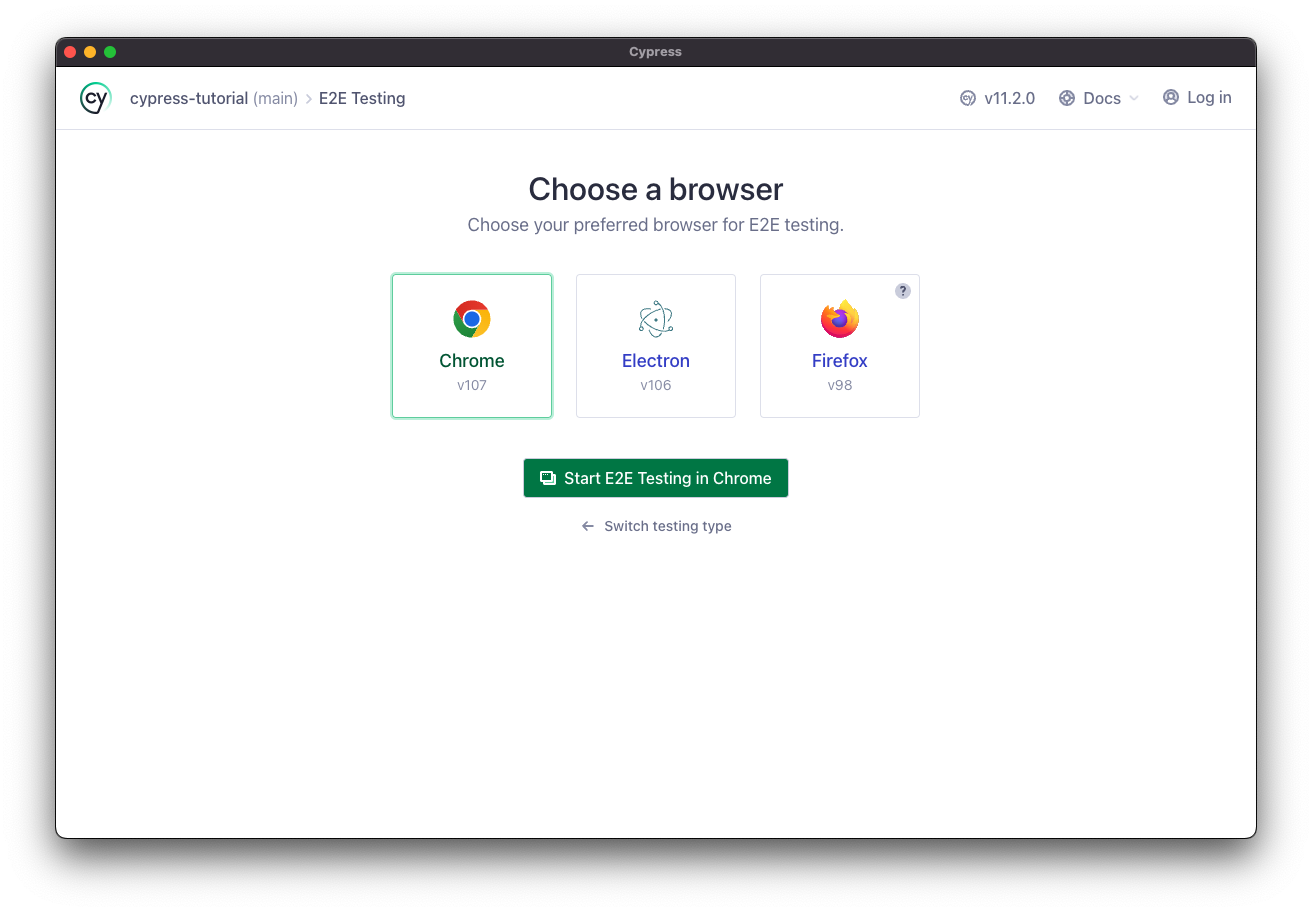 Cypress
cy cypress-tutorial (main) > E2E Testing cy v11.2.0 Docs Log in
Choose a browser
Choose your preferred browser for E2E testing.
?
Chrome Electron Firefox
v107 v106 v98
Start E2E Testing in Chrome
← Switch testing type